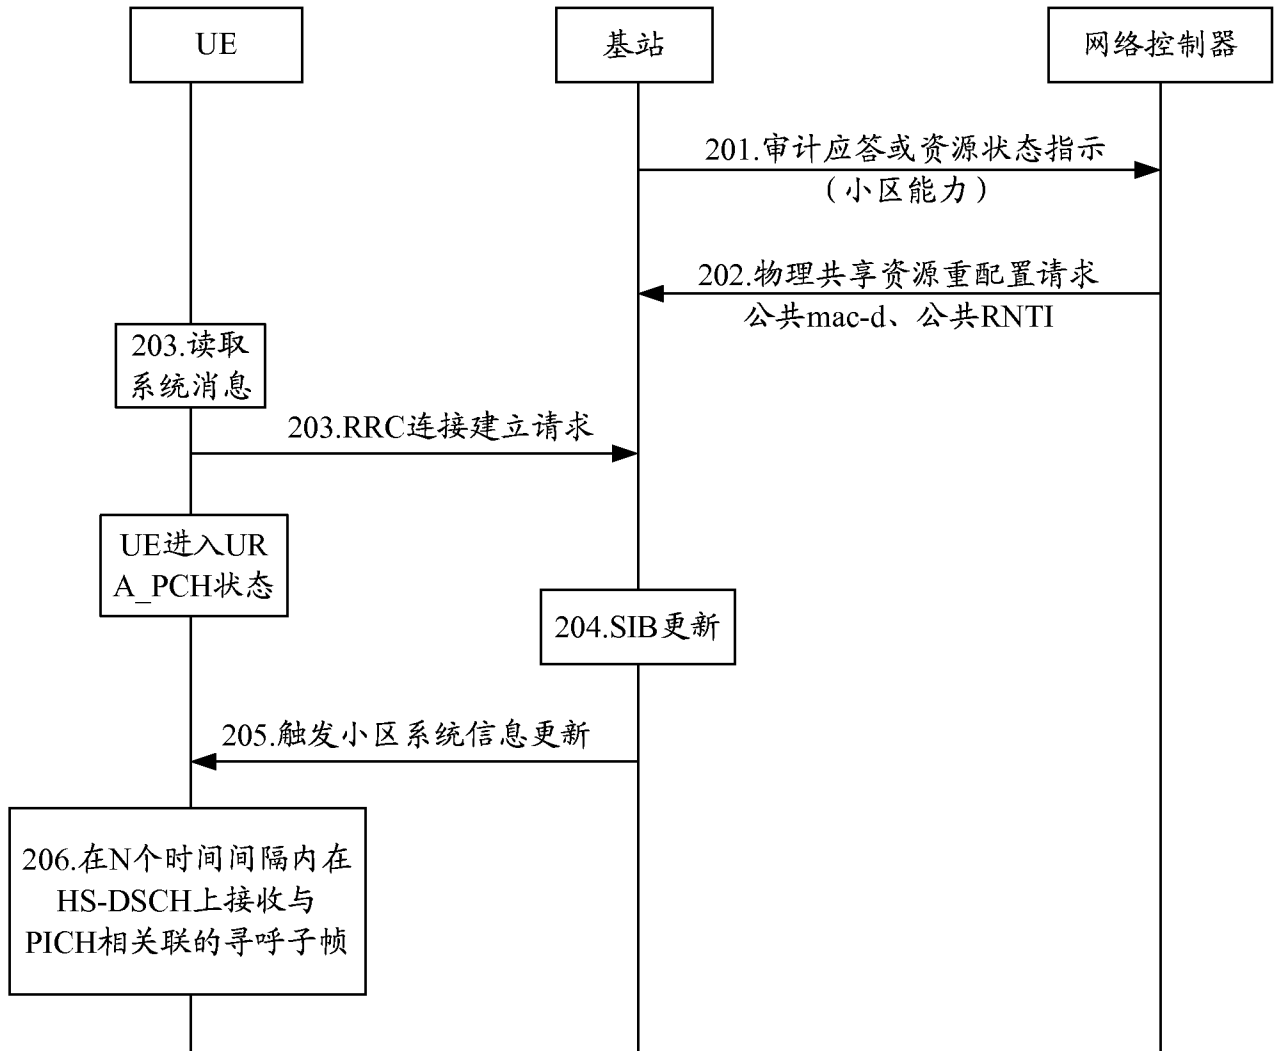 UE
基站
网络控制器
201.审计应答或资源状态指示
（小区能力）
202.物理共享资源重配置请求
公共mac-d、公共RNTI
203.读取
系统消息
203.RRC连接建立请求
UE进入UR
A_PCH状态
204.SIB更新
205.触发小区系统信息更新
206.在N个时间间隔内在
HS-DSCH上接收与
PICH相关联的寻呼子帧